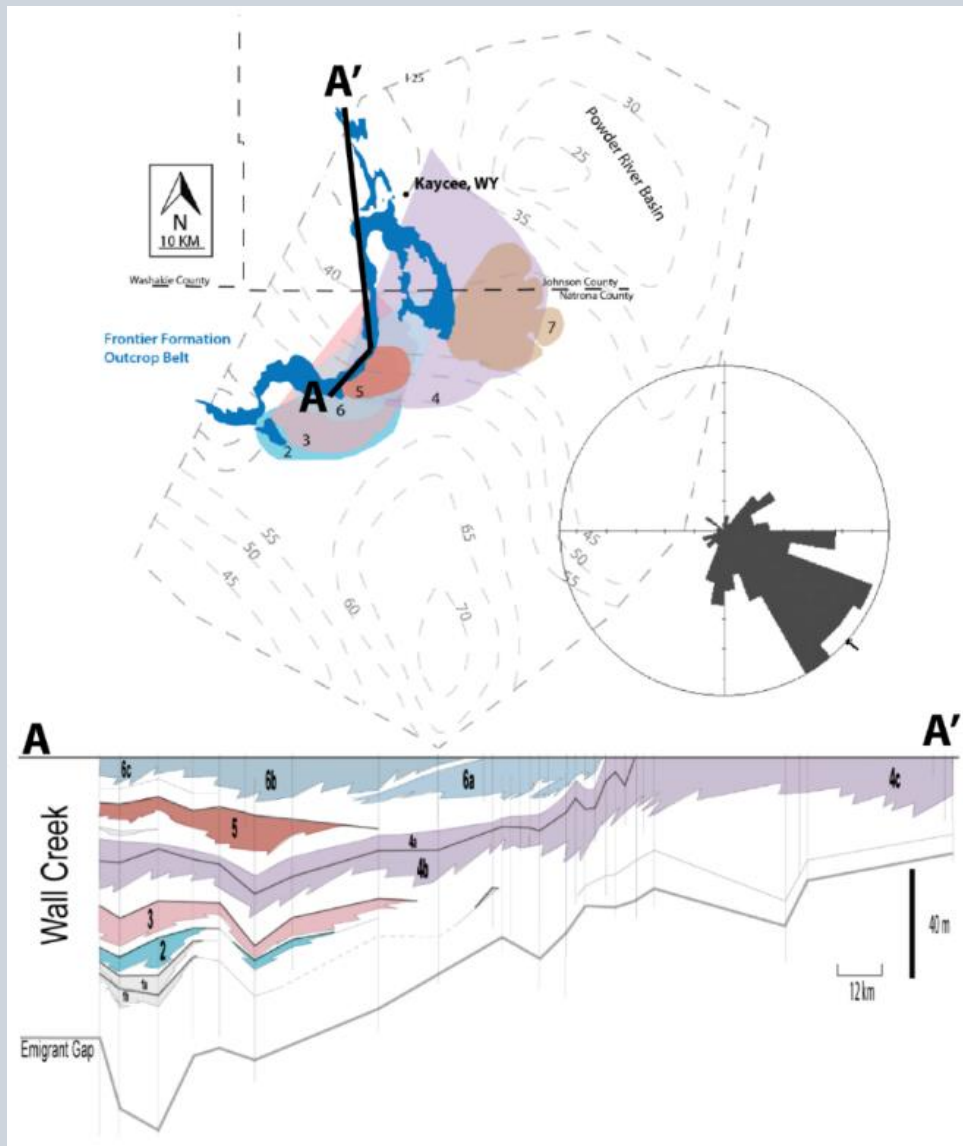 A'
I-25
30
25
Powder River Basin
Kaycee, WY
35
N
10 KM
40
Washakie County
Johnson County
Natrona County
Frontier Formation
Outcrop Belt
7
A
5
6
4
3
2
55
50
45
65
45
50
55
60
70
A
A'
6c
6b
6a
4c
5
4a
4b
3
2
1a
Wall Creek
40 m
12 km
Emigrant Gap